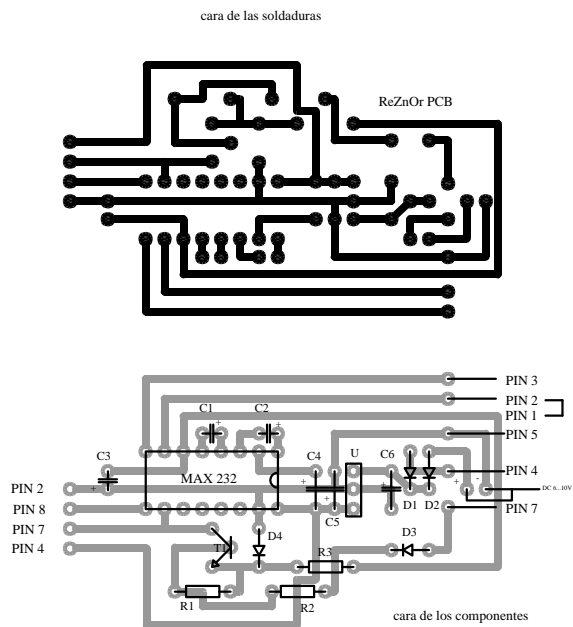 cara de las soldaduras
ReZnOr PCB
PIN 3
PIN 2
PIN 1
C1
C2
PIN 5
C3
C4
U
C6
MAX 232
PIN 4
PIN 2
D1
D2
DC 6...10V
PIN 8
C5
PIN 7
PIN 7
T1
D4
D3
PIN 4
R3
R1
R2
cara de los componentes